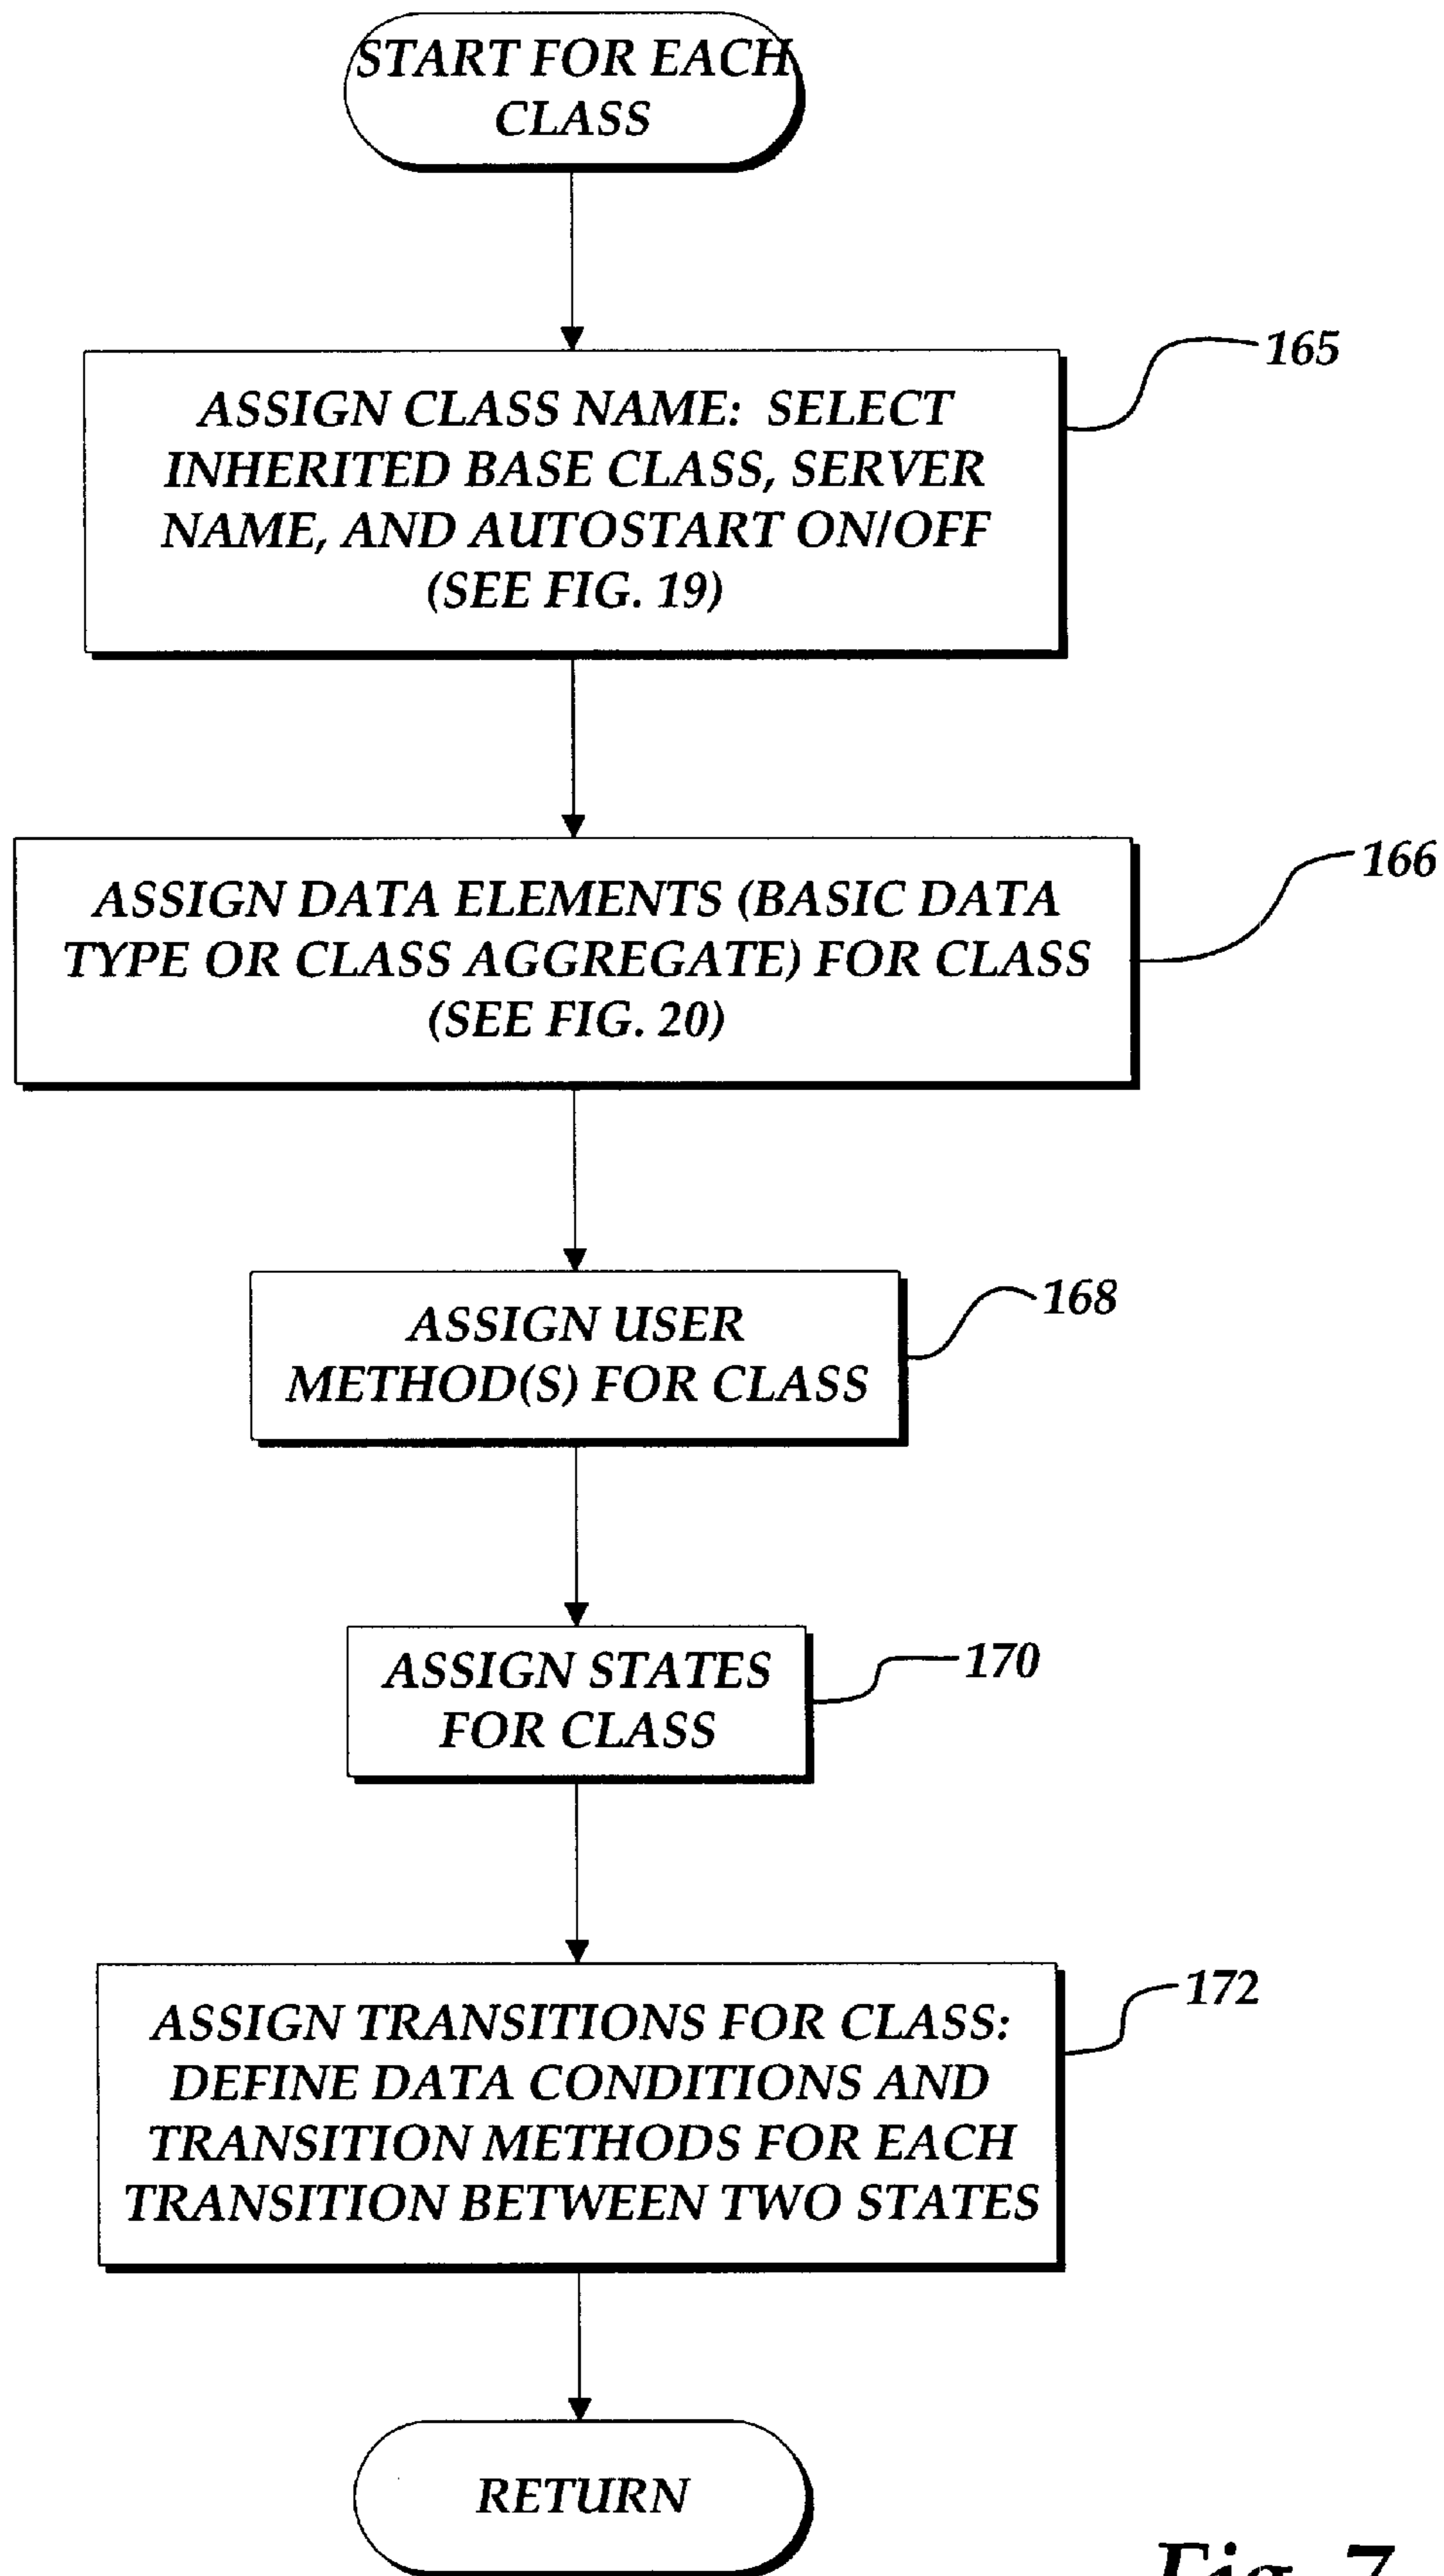 START FOR EACH
CLASS
165
ASSIGN CLASS NAME: SELECT
INHERITED BASE CLASS, SERVER
NAME, AND AUTOSTART ON/OFF
(SEE FIG. 19)
166
ASSIGN DATA ELEMENTS (BASIC DATA
TYPE OR CLASS AGGREGATE) FOR CLASS
(SEE FIG. 20)
168
ASSIGN USER
METHOD(S) FOR CLASS
170
ASSIGN STATES
FOR CLASS
172
ASSIGN TRANSITIONS FOR CLASS:
DEFINE DATA CONDITIONS AND
TRANSITION METHODS FOR EACH
TRANSITION BETWEEN TWO STATES
RETURN
Fig. 7